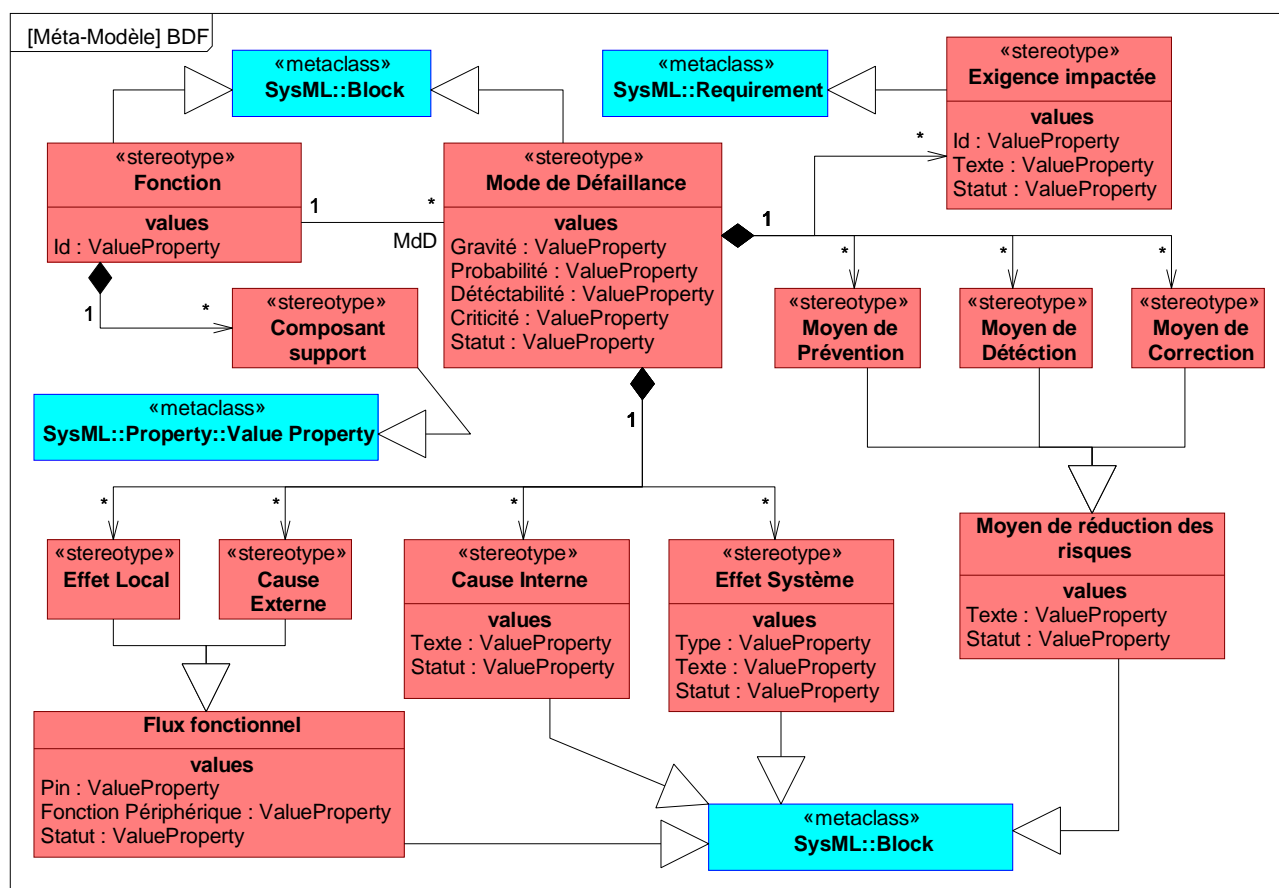 [Méta-Modèle] BDF
«metaclass»
SysML::Block
«metaclass»
SysML::Requirement
«stereotype»
Exigence impactée
values
Id : ValueProperty
Texte : ValueProperty
Statut : ValueProperty
*
«stereotype»
Fonction
values
Id : ValueProperty
1
*
MdD
«stereotype»
Mode de Défaillance
values
Gravité : ValueProperty
Probabilité : ValueProperty
Détéctabilité : ValueProperty
Criticité : ValueProperty
Statut : ValueProperty
1
*
*
*
1
*
«stereotype»
Composant
support
«stereotype»
Moyen de
Prévention
«stereotype»
Moyen de
Détéction
«stereotype»
Moyen de
Correction
«metaclass»
SysML::Property::Value Property
1
*
*
*
*
«stereotype»
Effet Local
«stereotype»
Cause
Externe
«stereotype»
Cause Interne
values
Texte : ValueProperty
Statut : ValueProperty
«stereotype»
Effet Système
values
Type : ValueProperty
Texte : ValueProperty
Statut : ValueProperty
Moyen de réduction des
risques
values
Texte : ValueProperty
Statut : ValueProperty
Flux fonctionnel
values
Pin : ValueProperty
Fonction Périphérique : ValueProperty
Statut : ValueProperty
«metaclass»
SysML::Block